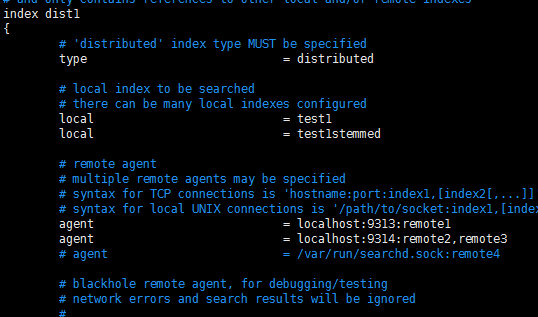 # and only contains references to other local and/or remote indexes
index dist1
{
# 'distributed' index type MUST be specified
type = distributed
# local index to be searched
# there can be many local indexes configured
local = test1
local = test1stemmed
# remote agent
# multiple remote agents may be specified
# syntax for TCP connections is 'hostname:port:index1,[index2[,...]]
# syntax for local UNIX connections is '/path/to/socket:index1,[inde
agent = localhost:9313:remote1
agent = localhost:9314:remote2,remote3
# agent = /var/run/searchd.sock:remote4
# blackhole remote agent, for debugging/testing
# network errors and search results will be ignored
#